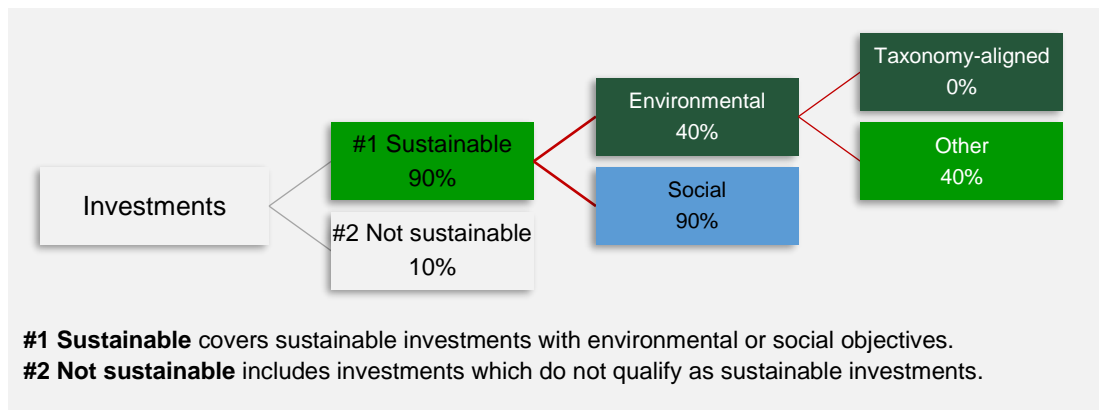 Investments
#1 Sustainable
90%
#2 Not sustainable
10%
Environmental
40%
Social
90%
Taxonomy-aligned
0%
Other
40%
#1 Sustainable covers sustainable investments with environmental or social objectives.
#2 Not sustainable includes investments which do not qualify as sustainable investments.